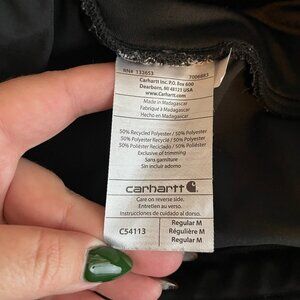 RN# 133653 7006883
Carhartt Inc. P.O. Box 600
Dearborn, MI 48121 USA
www.Carhartt.com
Made in Madagascar
Fabriqué à Madagascar
Hecho en Madagascar
50% Recycled Polyester / 50% Polyester
50% Polyester Recyclé / 50% Polyester
50% Poliéster Reciclado / 50% Poliéster
Exclusive of trimming
Sans garniture
Sin incluir adorno
carhartt
Care on reverse side.
Entretien au verso.
Instrucciones de cuidado al dorso.
C54113
Regular M
Régulière M
Regular M